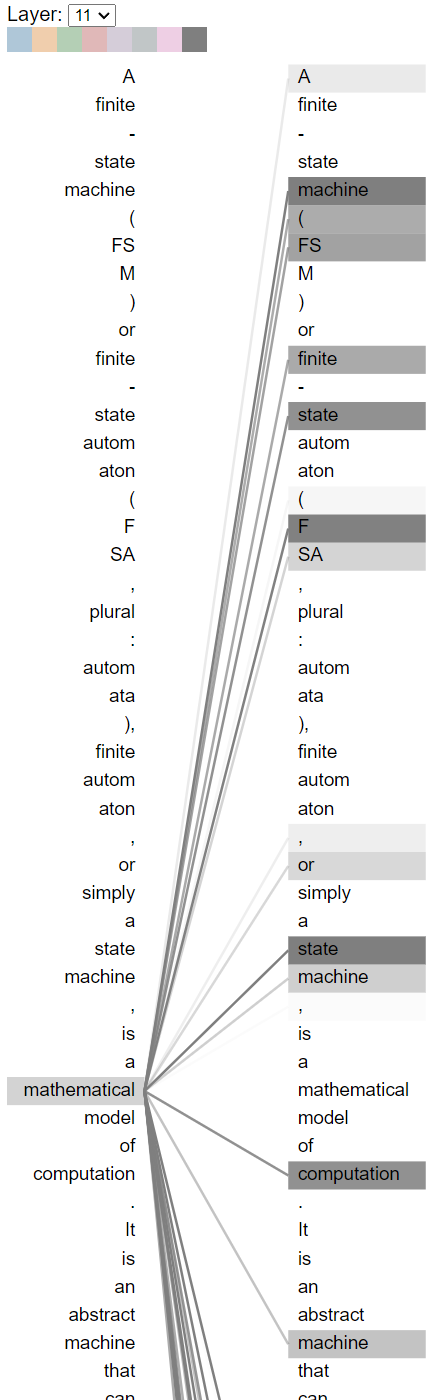 Layer: 11
A A
finite finite
- -
state state
machine machine
( (
FS FS
M M
) )
or or
finite finite
- -
state state
autom autom
aton aton
( (
F F
SA SA
, ,
plural plural
: :
autom autom
ata ata
), ),
finite finite
autom autom
aton aton
, ,
or or
simply simply
a a
state state
machine machine
, ,
is is
a a
mathematical mathematical
model model
of of
computation computation
. .
It It
is is
an an
abstract abstract
machine machine
that that
can can